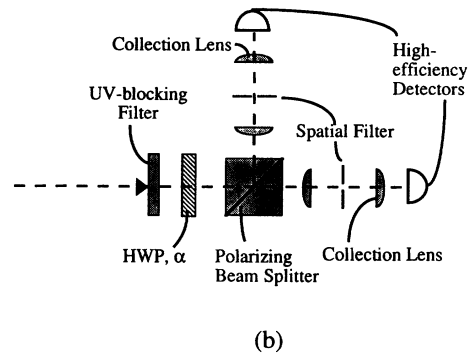 Collection Lens
High-
efficiency
Detectors
UV-blocking
Filter
Spatial Filter
HWP, α
Polarizing
Beam Splitter
Collection Lens
(b)